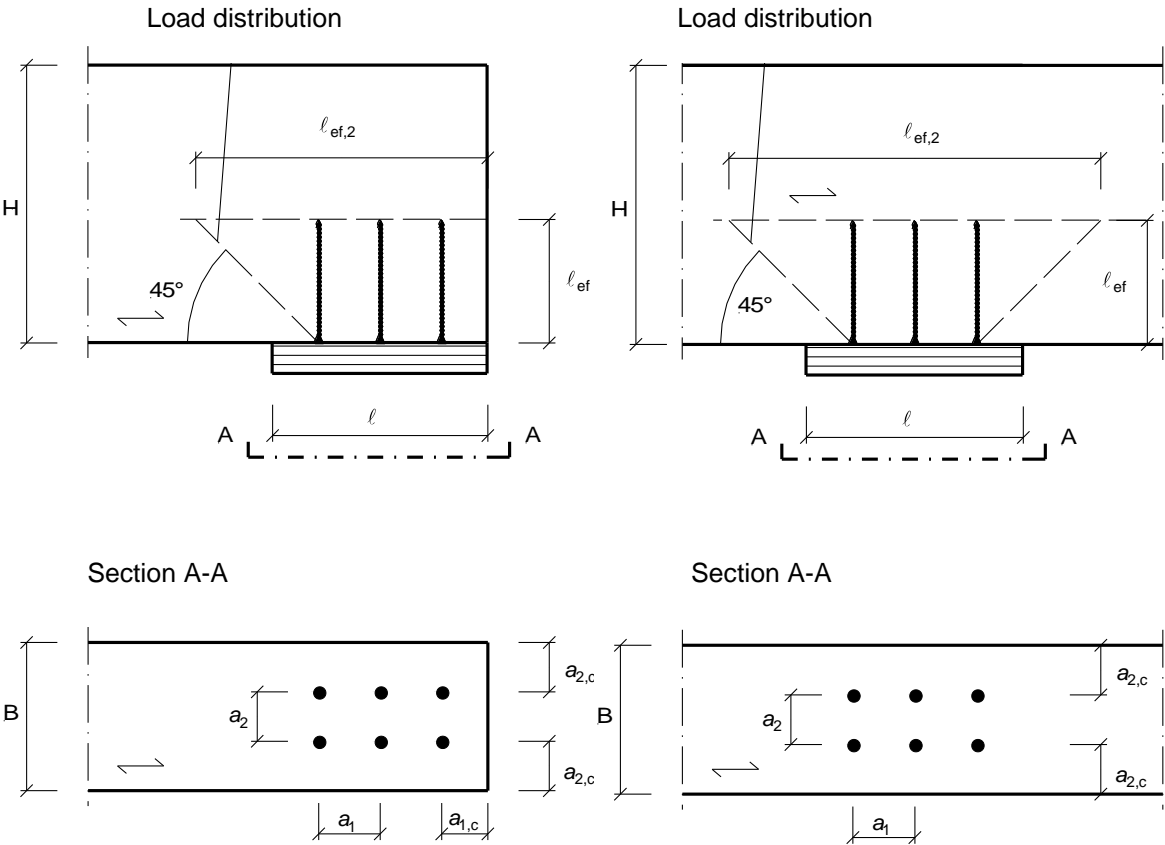 Load distribution
Load distribution
ℓef,2
ℓef,2
H
H
45°
ℓef
45°
ℓef
ℓ
ℓ
A
A
A
A
Section A-A
Section A-A
B
a2
a2,c
a2,c
a1
a1,c
B
a2
a2,c
a2,c
a1